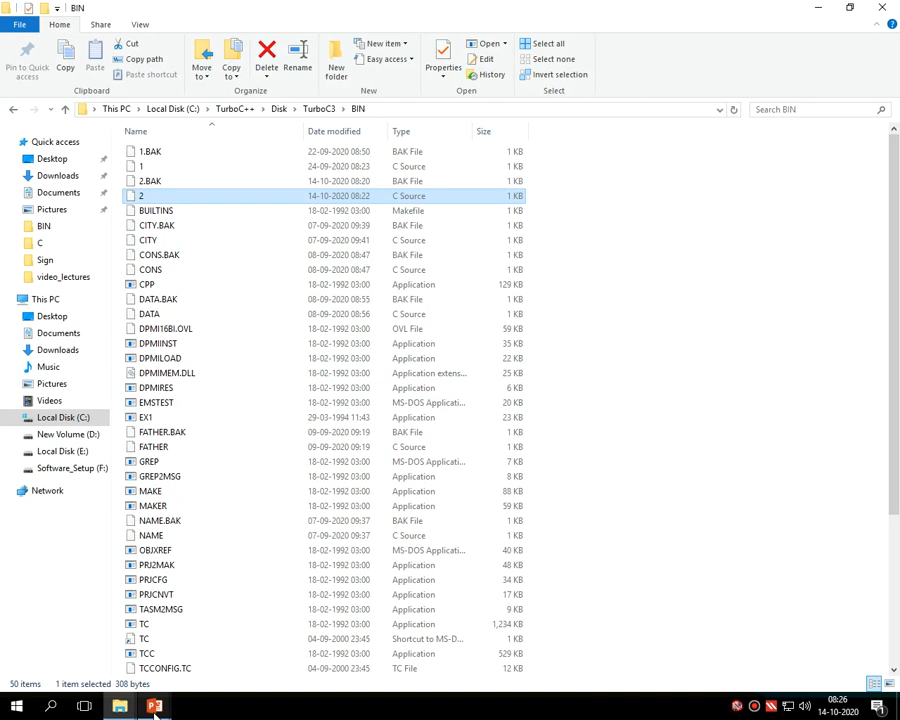 BIN
File Home Share View
Pin to Quick access
Copy
Paste
Cut
Copy path
Paste shortcut
Clipboard
Move to
Copy to
Delete
Rename
Organize
New folder
New item
Easy access
New
Properties
Open
Edit
History
Open
Select all
Select none
Invert selection
Select
This PC Local Disk (C:) TurboC++ Disk TurboC3 BIN
Search BIN
Quick access
Desktop
Downloads
Documents
Pictures
BIN
C
Sign
video_lectures
This PC
Desktop
Documents
Downloads
Music
Pictures
Videos
Local Disk (C:)
New Volume (D:)
Local Disk (E:)
Software_Setup (F:)
Network
Name Date modified Type Size
1.BAK 22-09-2020 08:50 BAK File 1 KB
1 24-09-2020 08:23 C Source 1 KB
2.BAK 14-10-2020 08:20 BAK File 1 KB
2 14-10-2020 08:22 C Source 1 KB
BUILTINS 18-02-1992 03:00 Makefile 1 KB
CITY.BAK 07-09-2020 09:39 BAK File 1 KB
CITY 07-09-2020 09:41 C Source 1 KB
CONS.BAK 08-09-2020 08:47 BAK File 1 KB
CONS 08-09-2020 08:47 C Source 1 KB
CPP 18-02-1992 03:00 Application 129 KB
DATA.BAK 08-09-2020 08:55 BAK File 1 KB
DATA 08-09-2020 08:56 C Source 1 KB
DPMI16BI.OVL 18-02-1992 03:00 OVL File 59 KB
DPMIINST 18-02-1992 03:00 Application 35 KB
DPMILOAD 18-02-1992 03:00 Application 22 KB
DPMIMEM.DLL 18-02-1992 03:00 Application extens... 25 KB
DPMIRES 18-02-1992 03:00 Application 6 KB
EMSTEST 18-02-1992 03:00 MS-DOS Applicati... 20 KB
EX1 29-03-1994 11:43 Application 23 KB
FATHER.BAK 09-09-2020 09:19 BAK File 1 KB
FATHER 09-09-2020 09:19 C Source 1 KB
GREP 18-02-1992 03:00 MS-DOS Applicati... 7 KB
GREP2MSG 18-02-1992 03:00 Application 8 KB
MAKE 18-02-1992 03:00 Application 88 KB
MAKER 18-02-1992 03:00 Application 59 KB
NAME.BAK 07-09-2020 09:37 BAK File 1 KB
NAME 07-09-2020 09:37 C Source 1 KB
OBJXREF 18-02-1992 03:00 MS-DOS Applicati... 40 KB
PRJ2MAK 18-02-1992 03:00 Application 48 KB
PRJCFG 18-02-1992 03:00 Application 34 KB
PRJCNVT 18-02-1992 03:00 Application 17 KB
TASM2MSG 18-02-1992 03:00 Application 9 KB
TC 18-02-1992 03:00 Application 1,234 KB
TC 04-09-2000 23:45 Shortcut to MS-D... 1 KB
TCC 18-02-1992 03:00 Application 529 KB
TCCONFIG.TC 04-09-2000 23:45 TC File 12 KB
50 items 1 item selected 308 bytes
08:26
14-10-2020
1